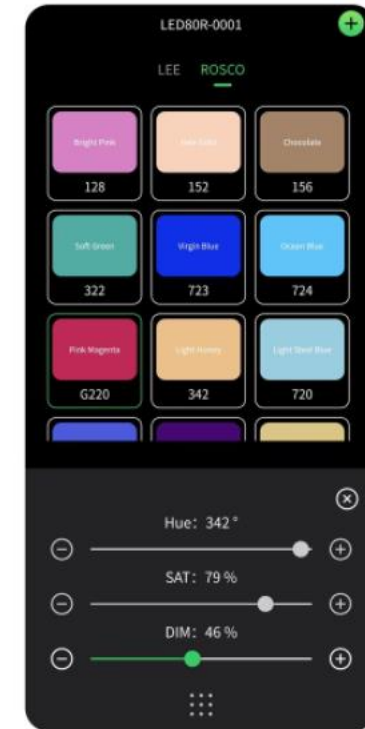 LED80R-0001
LEE ROSCO
Bright Pink
Chocolate
128 152 156
Soft Green Virgin Blue Ocean Blue
322 723 724
Pink Magenta Light Honey Light Steel Blue
G220 342 720
Hue: 342°
SAT: 79 %
DIM: 46 %